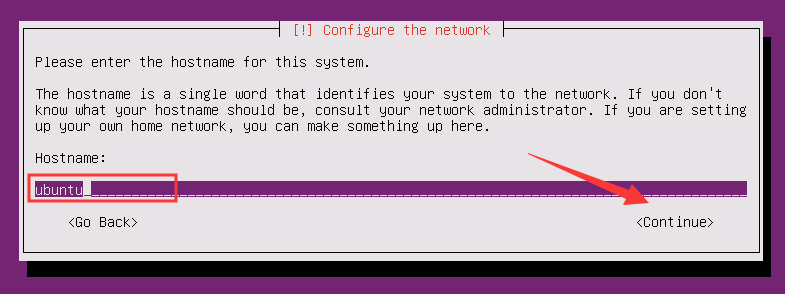 [!] Configure the network
Please enter the hostname for this system.
The hostname is a single word that identifies your system to the network. If you don't
know what your hostname should be, consult your network administrator. If you are setting
up your own home network, you can make something up here.
Hostname:
ubuntu
<Go Back> <Continue>